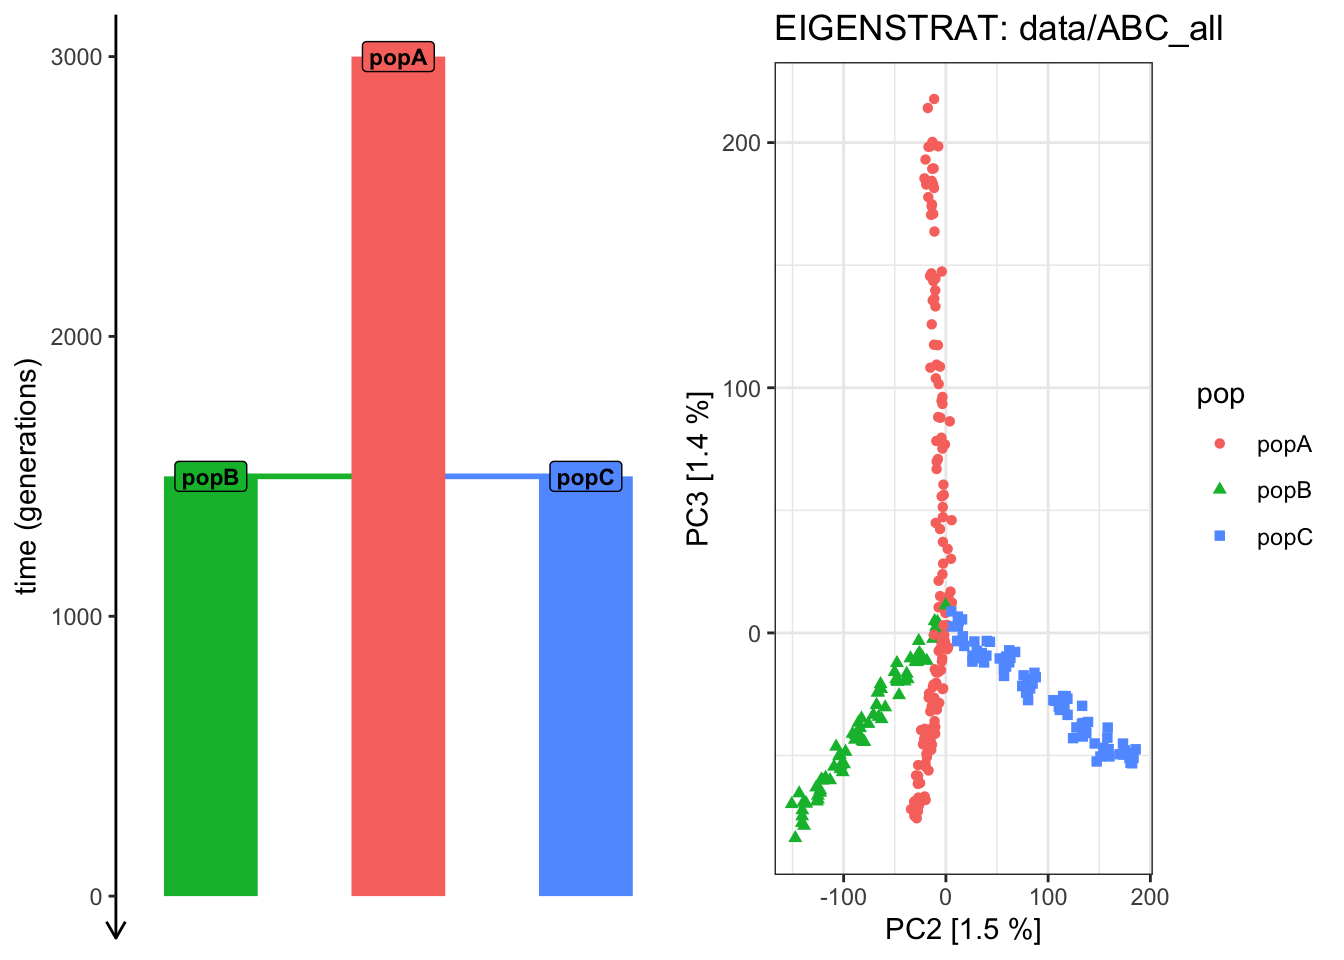 3000
2000
1000
0
time (generations)
popA
popB
popC
EIGENSTRAT: data/ABC_all
200
100
0
PC3 [1.4 %]
-100
0
100
200
PC2 [1.5 %]
pop
popA
popB
popC